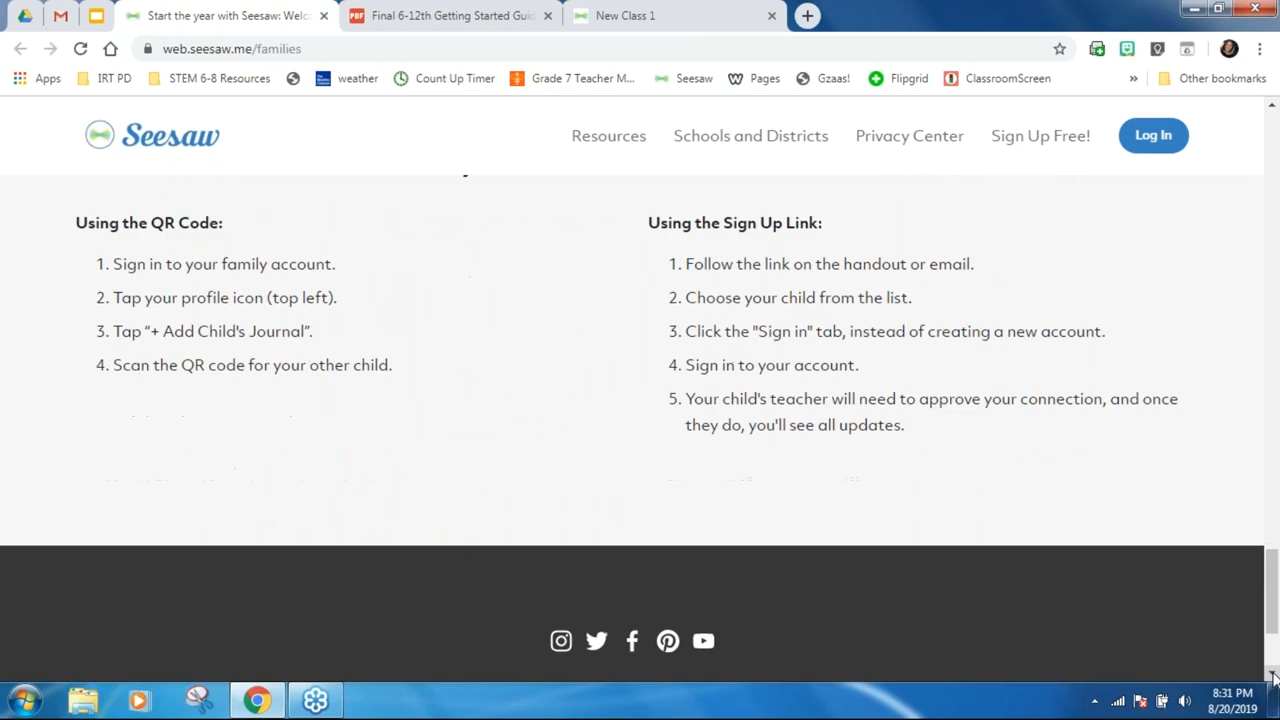 Start the year with Seesaw: Welc
Final 6-12th Getting Started Gui
New Class 1
web.seesaw.me/families
Apps
IRT PD
STEM 6-8 Resources
weather
Count Up Timer
Grade 7 Teacher M...
Seesaw
Pages
Gzaas!
Flipgrid
ClassroomScreen
»
Other bookmarks
Seesaw
Resources
Schools and Districts
Privacy Center
Sign Up Free!
Log In
Using the QR Code:
1. Sign in to your family account.
2. Tap your profile icon (top left).
3. Tap “+ Add Child's Journal”.
4. Scan the QR code for your other child.
Using the Sign Up Link:
1. Follow the link on the handout or email.
2. Choose your child from the list.
3. Click the "Sign in" tab, instead of creating a new account.
4. Sign in to your account.
5. Your child's teacher will need to approve your connection, and once
they do, you'll see all updates.
8:31 PM
8/20/2019